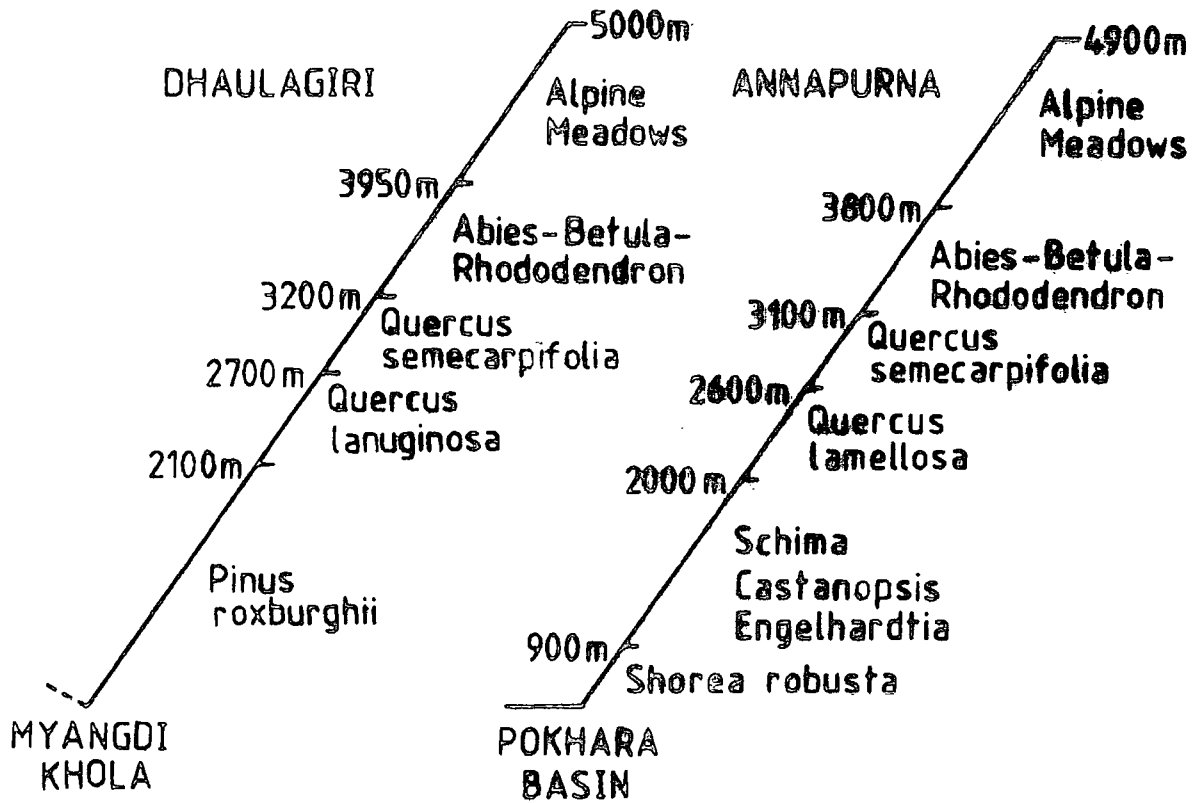 DHAULAGIRI
5000m
Alpine
Meadows
3950m
Abies-Betula-
Rhododendron
3200m
Quercus
semecarpifolia
2700m
Quercus
lanuginosa
2100m
Pinus
roxburghii
MYANGDI
KHOLA
ANNAPURNA
4900m
Alpine
Meadows
3800m
Abies-Betula-
Rhododendron
3100m
Quercus
semecarpifolia
2600m
Quercus
lamellosa
2000m
Schima
Castanopsis
Engelhardtia
900m
Shorea robusta
POKHARA
BASIN